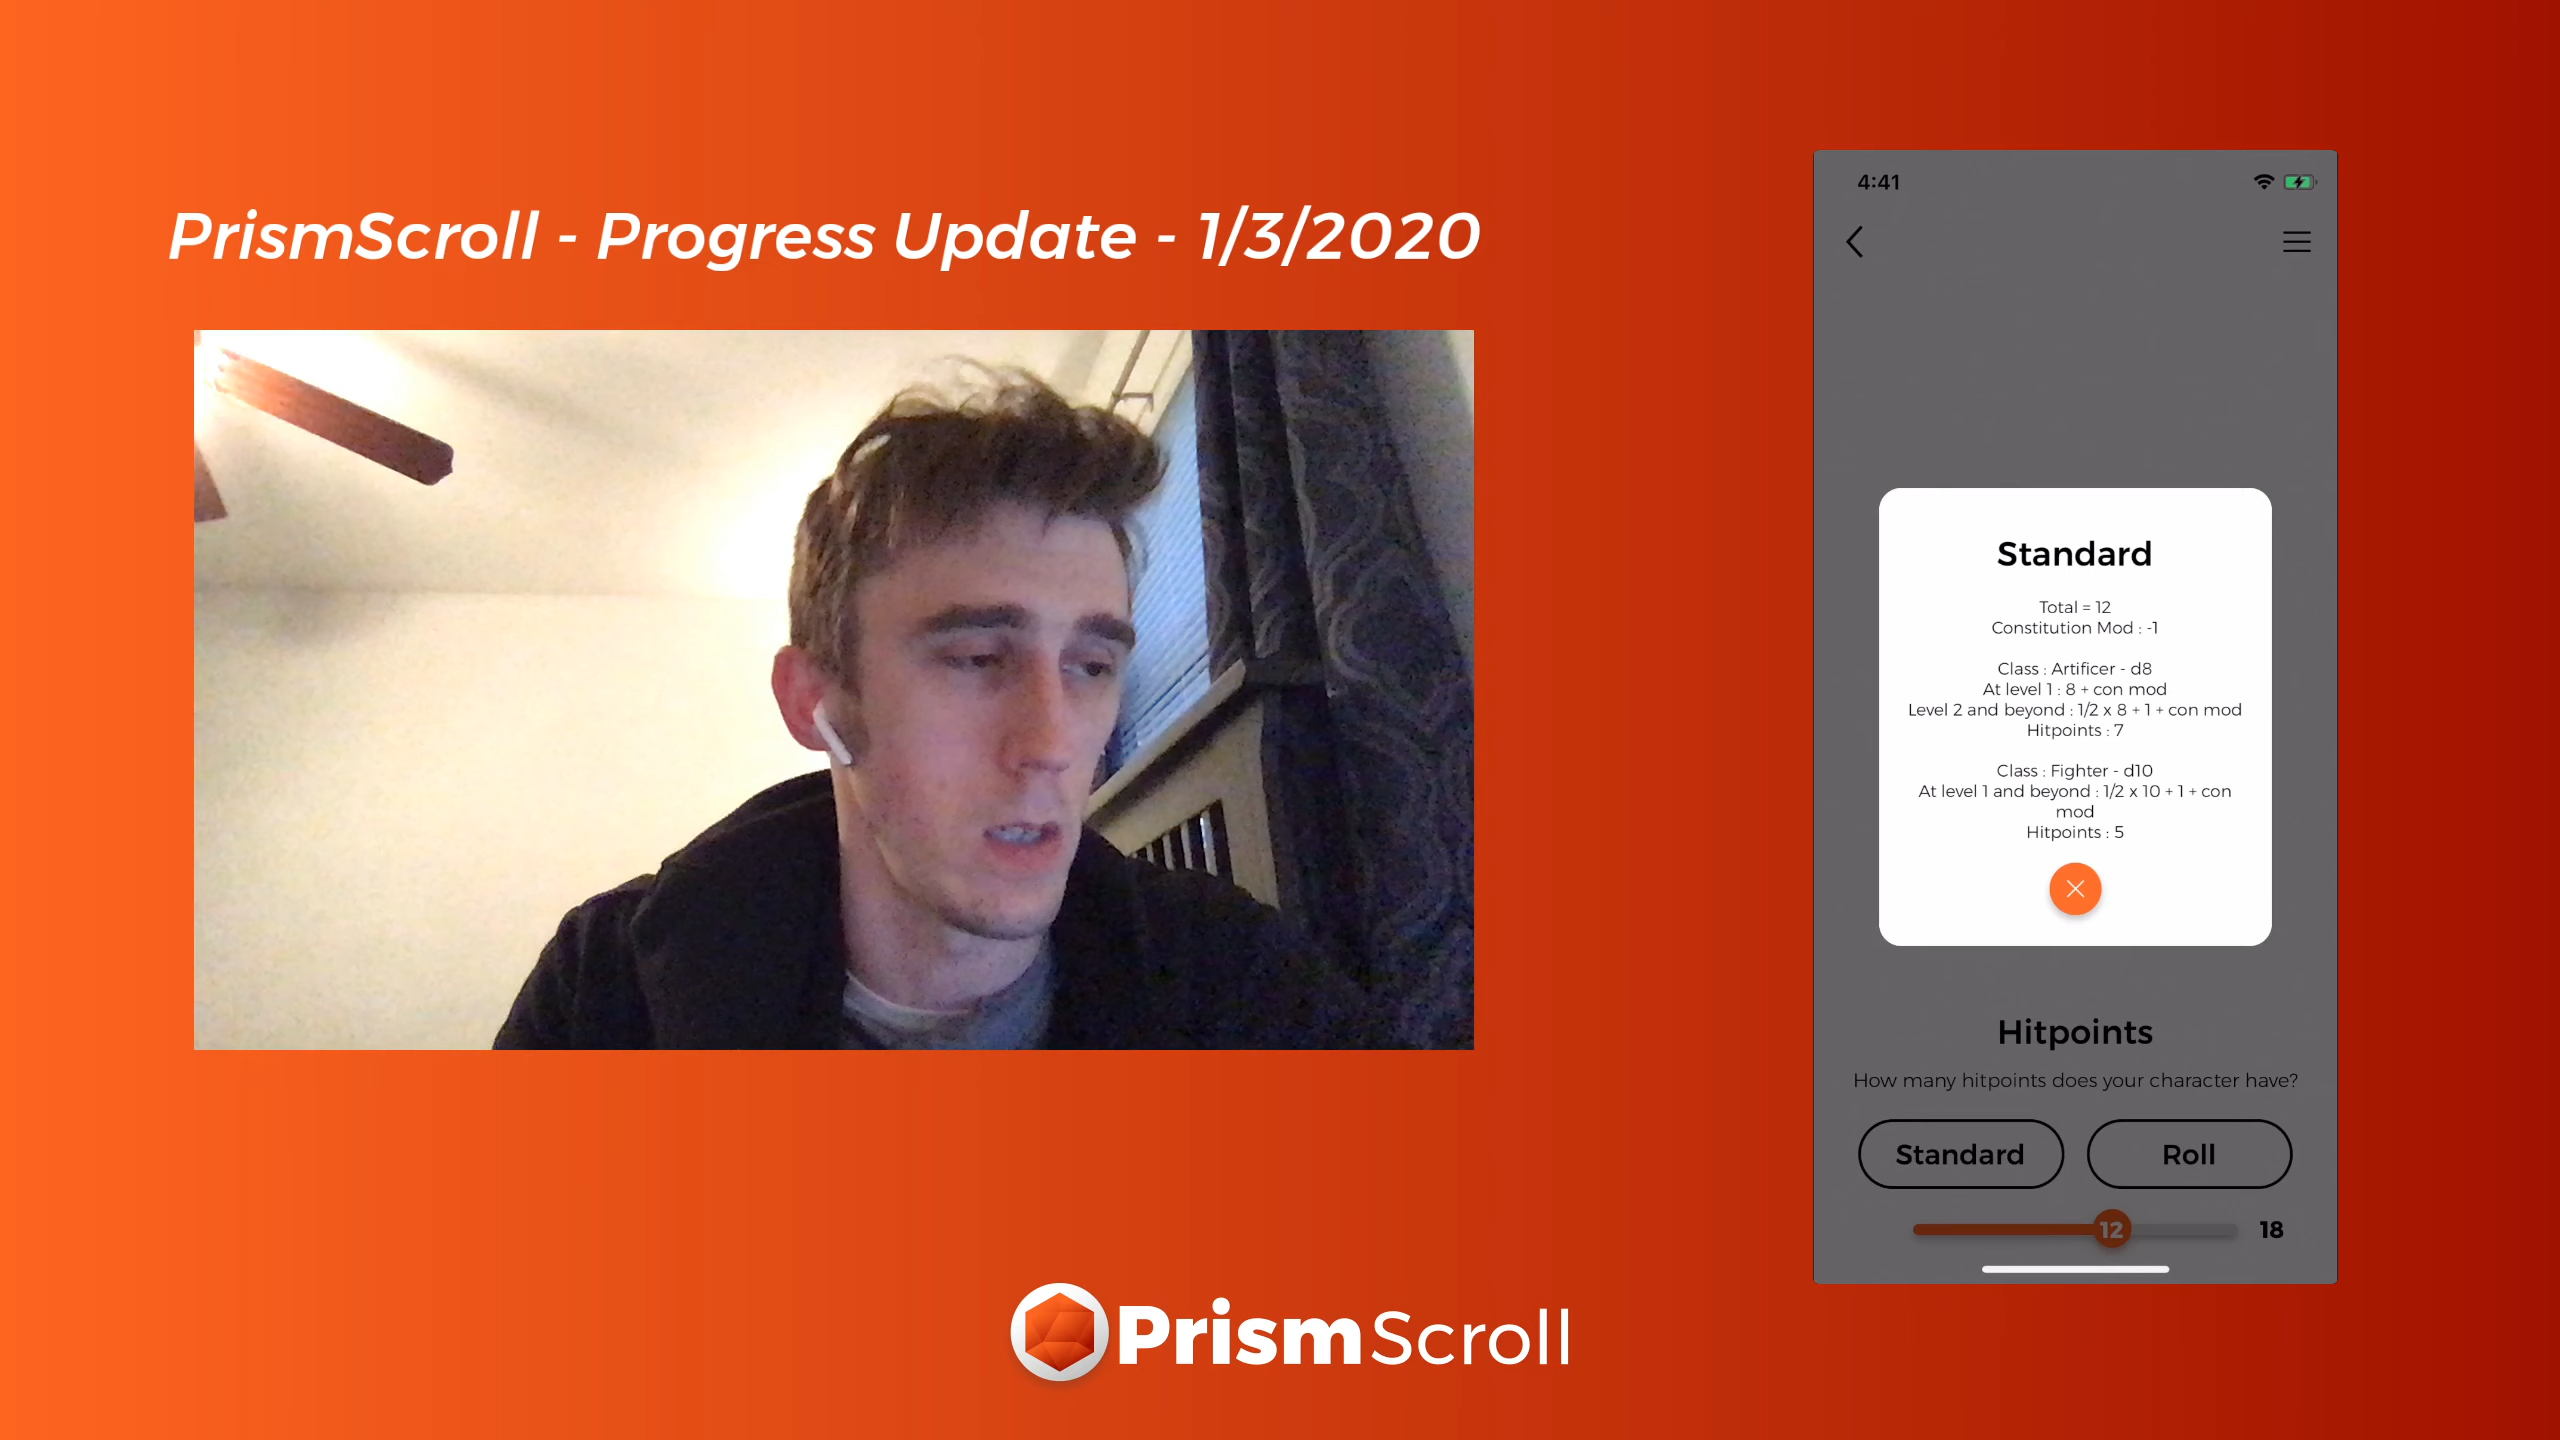 PrismScroll - Progress Update - 1/3/2020
4:41
Standard
Total = 12
Constitution Mod : -1
Class : Artificer - d8
At level 1 : 8 + con mod
Level 2 and beyond : 1/2 x 8 + 1 + con mod
Hitpoints : 7
Class : Fighter - d10
At level 1 and beyond : 1/2 x 10 + 1 + con
mod
Hitpoints : 5
Hitpoints
How many hitpoints does your character have?
Standard
Roll
12
18
PrismScroll